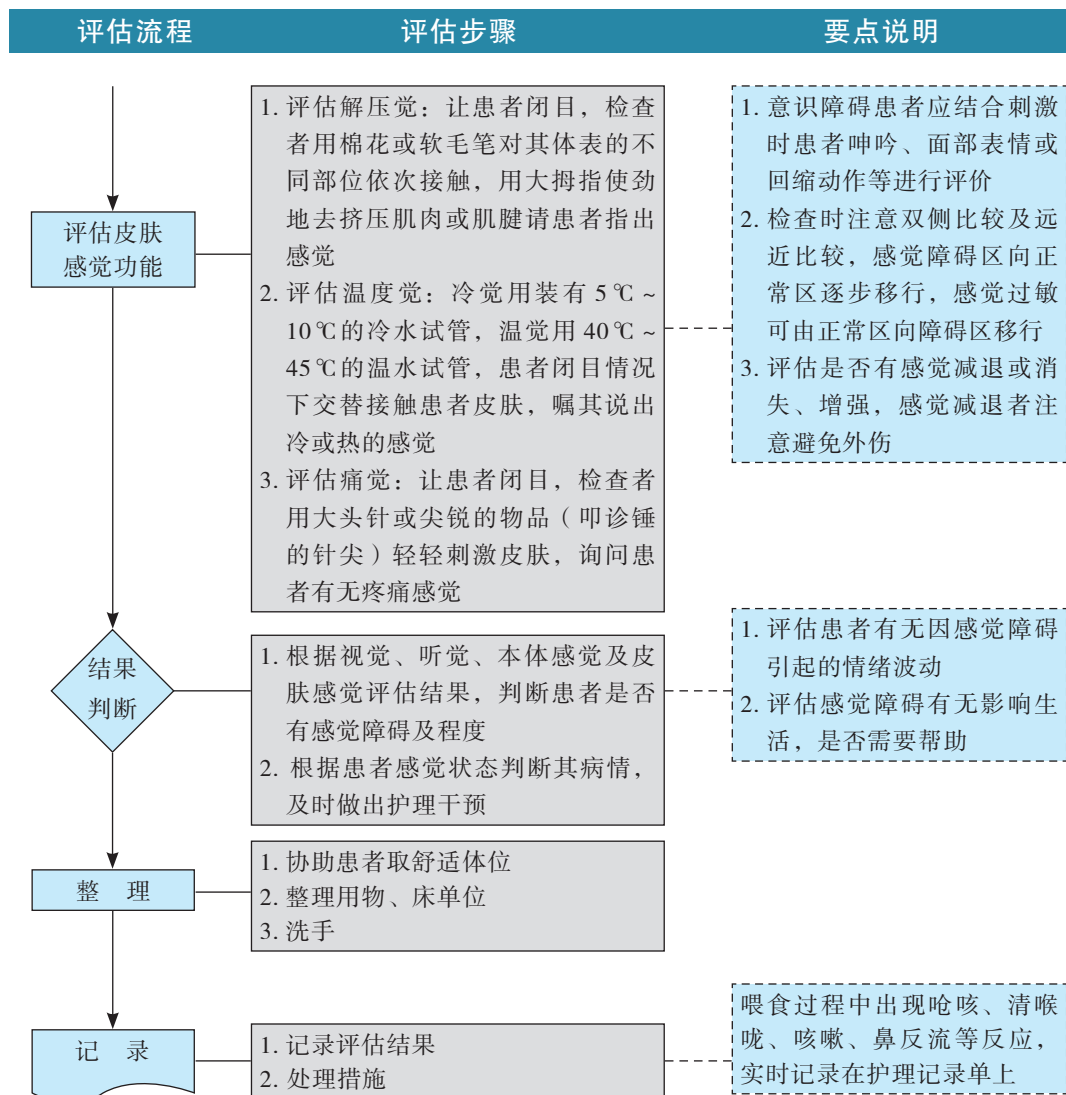 评估流程 评估步骤 要点说明
评估皮肤
感觉功能
1. 评估解压觉：让患者闭目，检查
者用棉花或软毛笔对其体表的不
同部位依次接触，用大拇指使劲
地去挤压肌肉或肌腱请患者指出
感觉
2. 评估温度觉：冷觉用装有 5℃ ~
10℃的冷水试管，温觉用 40℃ ~
45℃的温水试管，患者闭目情况
下交替接触患者皮肤，嘱其说出
冷或热的感觉
3. 评估痛觉：让患者闭目，检查者
用大头针或尖锐的物品（叩诊锤
的针尖）轻轻刺激皮肤，询问患
者有无疼痛感觉
1. 意识障碍患者应结合刺激
时患者呻吟、面部表情或
回缩动作等进行评价
2. 检查时注意双侧比较及远
近比较，感觉障碍区向正
常区逐步移行，感觉过敏
可由正常区向障碍区移行
3. 评估是否有感觉减退或消
失、增强，感觉减退者注
意避免外伤
结果
判断
1. 根据视觉、听觉、本体感觉及皮
肤感觉评估结果，判断患者是否
有感觉障碍及程度
2. 根据患者感觉状态判断其病情，
及时做出护理干预
1. 评估患者有无因感觉障碍
引起的情绪波动
2. 评估感觉障碍有无影响生
活，是否需要帮助
整 理
1. 协助患者取舒适体位
2. 整理用物、床单位
3. 洗手
记 录
1. 记录评估结果
2. 处理措施
喂食过程中出现呛咳、清喉
咙、咳嗽、鼻反流等反应，
实时记录在护理记录单上